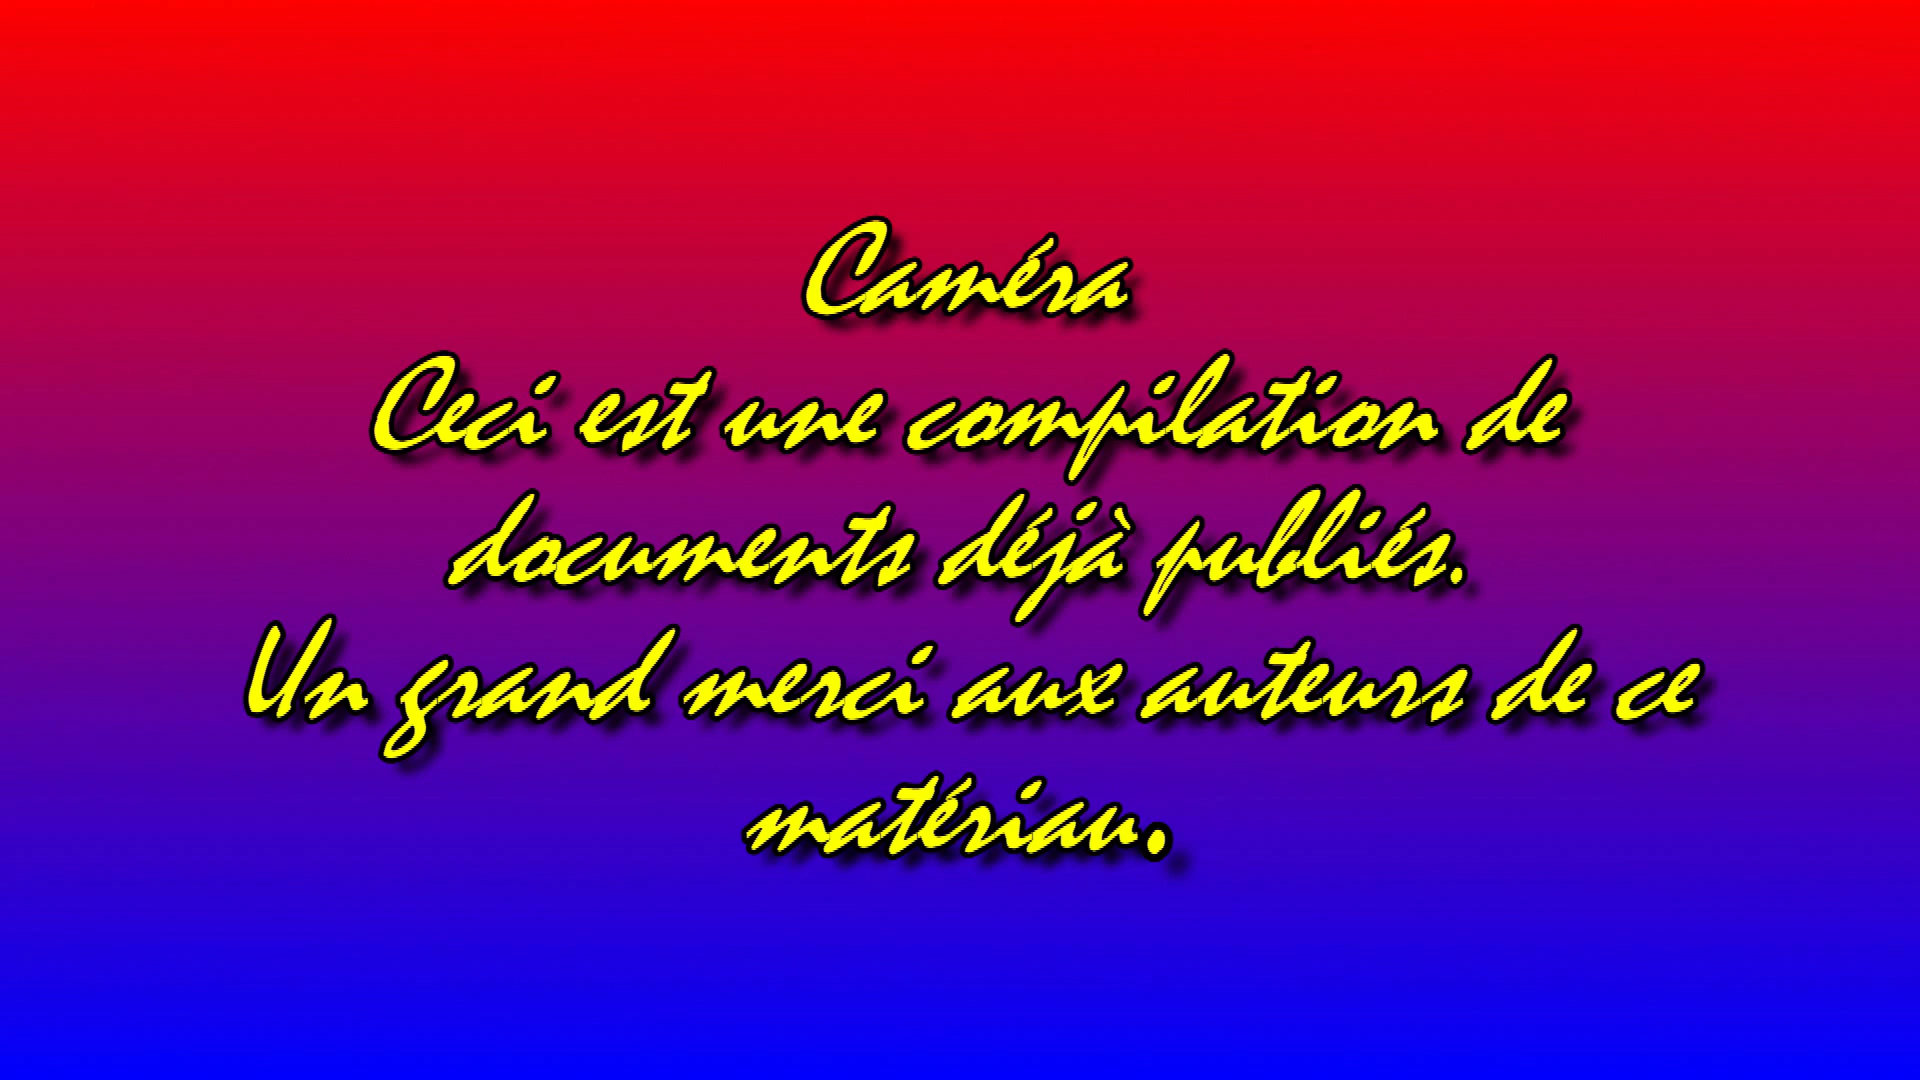 Caméra
Ceci est une compilation de
documents déjà publiés.
Un grand merci aux auteurs de ce
matériau.